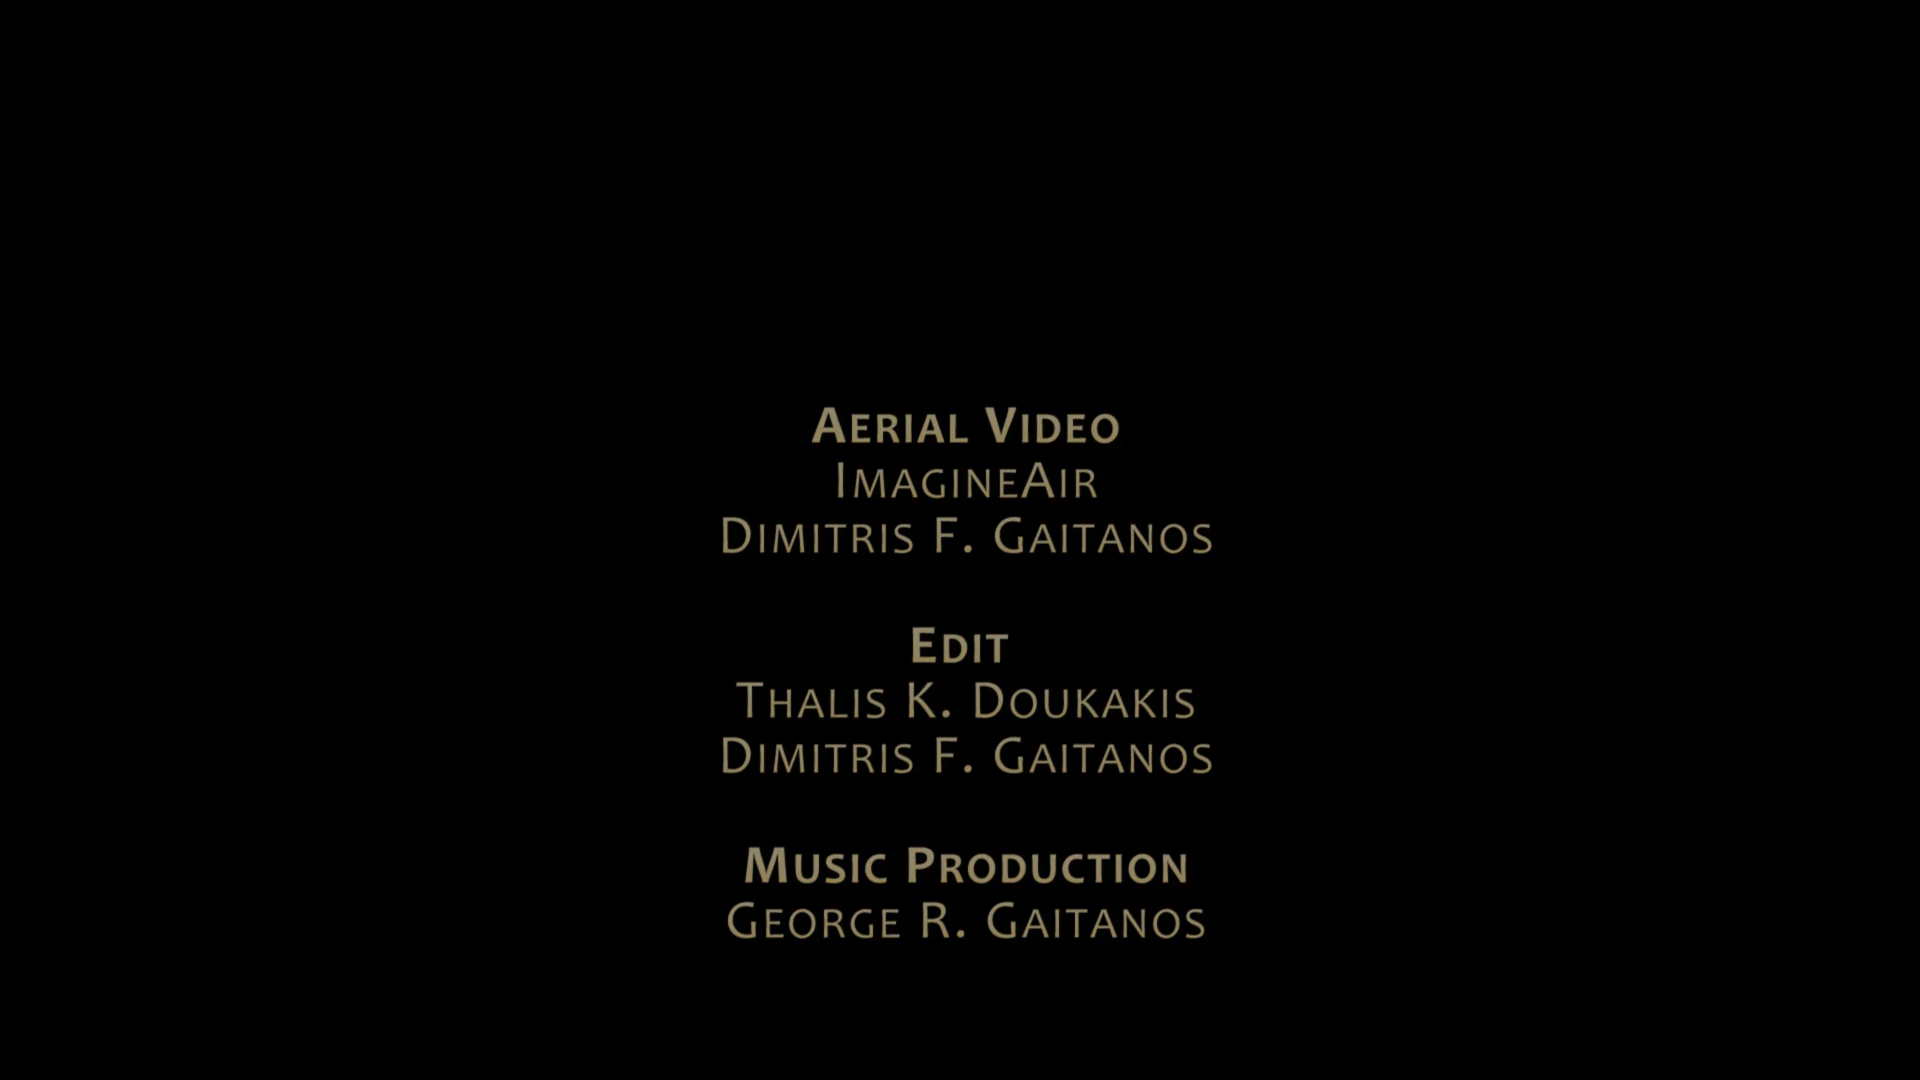 Aerial Video
ImagineAir
Dimitris F. Gaitanos
Edit
Thalis K. Doukakis
Dimitris F. Gaitanos
Music Production
George R. Gaitanos